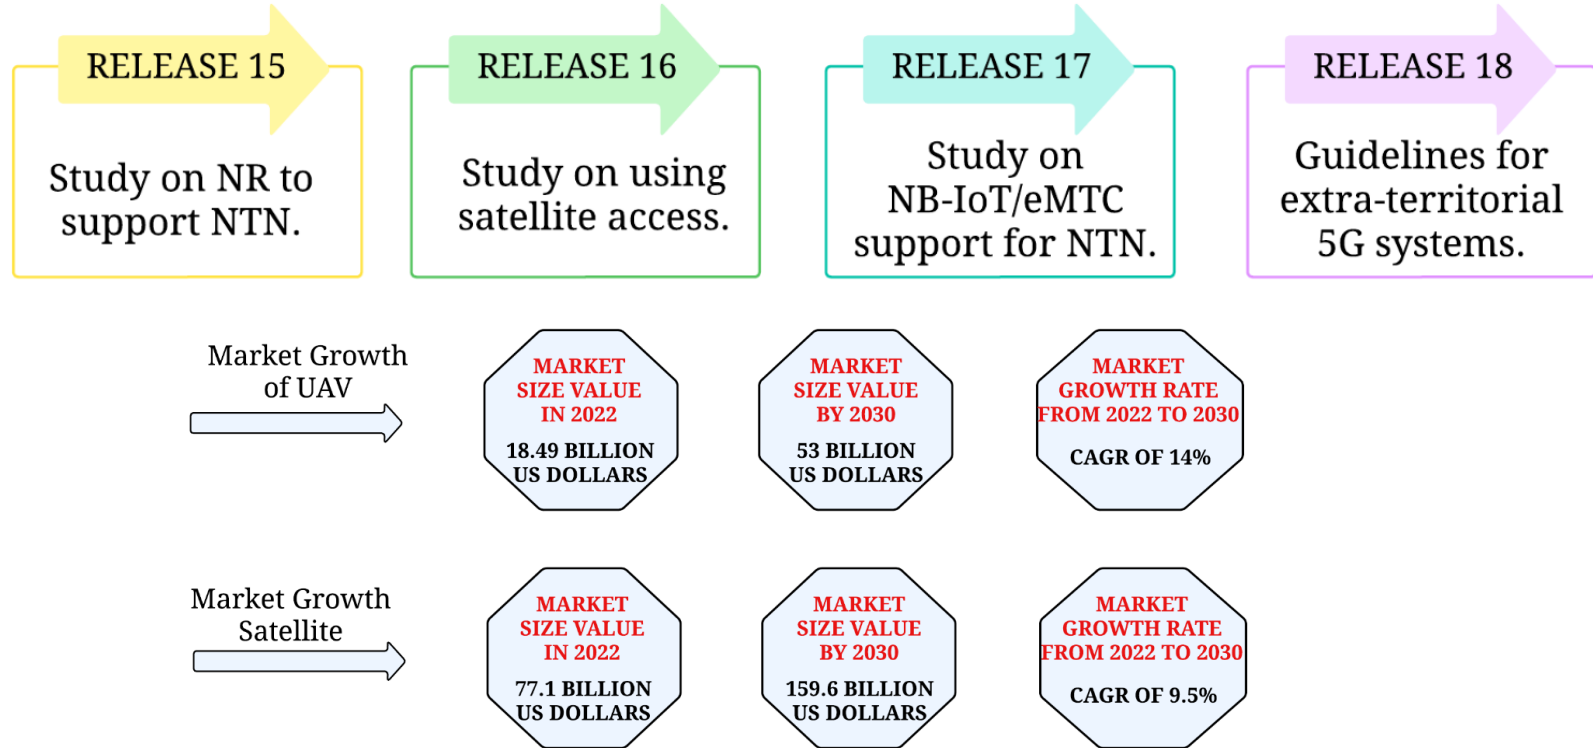 RELEASE 15
Study on NR to
support NTN.
RELEASE 16
Study on using
satellite access.
RELEASE 17
Study on
NB-IoT/eMTC
support for NTN.
RELEASE 18
Guidelines for
extra-territorial
5G systems.
Market Growth
of UAV
MARKET
SIZE VALUE
IN 2022
18.49 BILLION
US DOLLARS
MARKET
SIZE VALUE
BY 2030
53 BILLION
US DOLLARS
MARKET
GROWTH RATE
FROM 2022 TO 2030
CAGR OF 14%
Market Growth
Satellite
MARKET
SIZE VALUE
IN 2022
77.1 BILLION
US DOLLARS
MARKET
SIZE VALUE
BY 2030
159.6 BILLION
US DOLLARS
MARKET
GROWTH RATE
FROM 2022 TO 2030
CAGR OF 9.5%